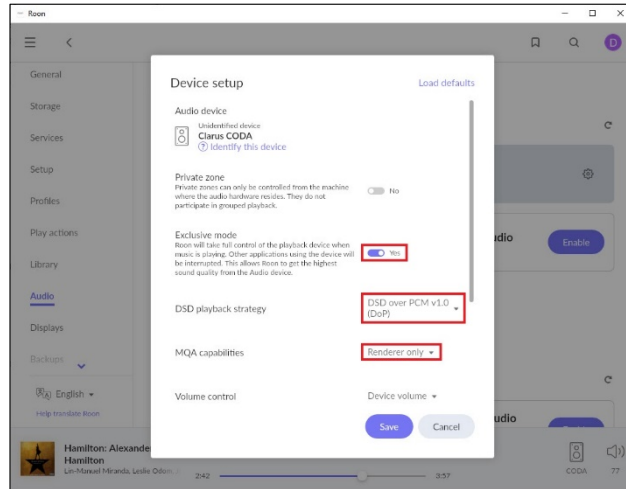 Roon
D
General
Storage
Services
Setup
Profiles
Play actions
Library
Audio
Displays
Backups
English
Help translate Roon
Device setup
Load defaults
Audio device
Unidentified device
Clarus CODA
Identify this device
Private zone
Private zones can only be controlled from the machine
where the audio hardware resides. They do not
participate in grouped playback.
No
Exclusive mode
Roon will take full control of the playback device when
music is playing. Other applications using the device will
be interrupted. This allows Roon to get the highest
sound quality from the Audio device.
Yes
DSD playback strategy
DSD over PCM v1.0
(DoP)
MQA capabilities
Renderer only
Volume control
Device volume
Save
Cancel
udio
Enable
udio
Hamilton: Alexande
Hamilton
Lin-Manuel Miranda, Leslie Odom
2:42
3:57
CODA
77